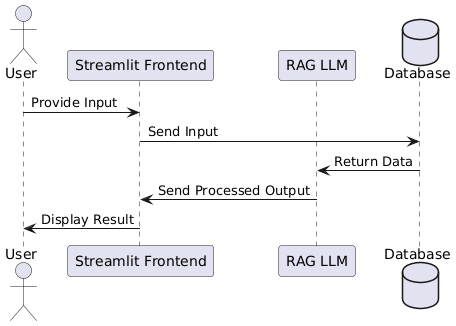 User
Streamlit Frontend
RAG LLM
Database
Provide Input
Send Input
Return Data
Send Processed Output
Display Result
User
Streamlit Frontend
RAG LLM
Database